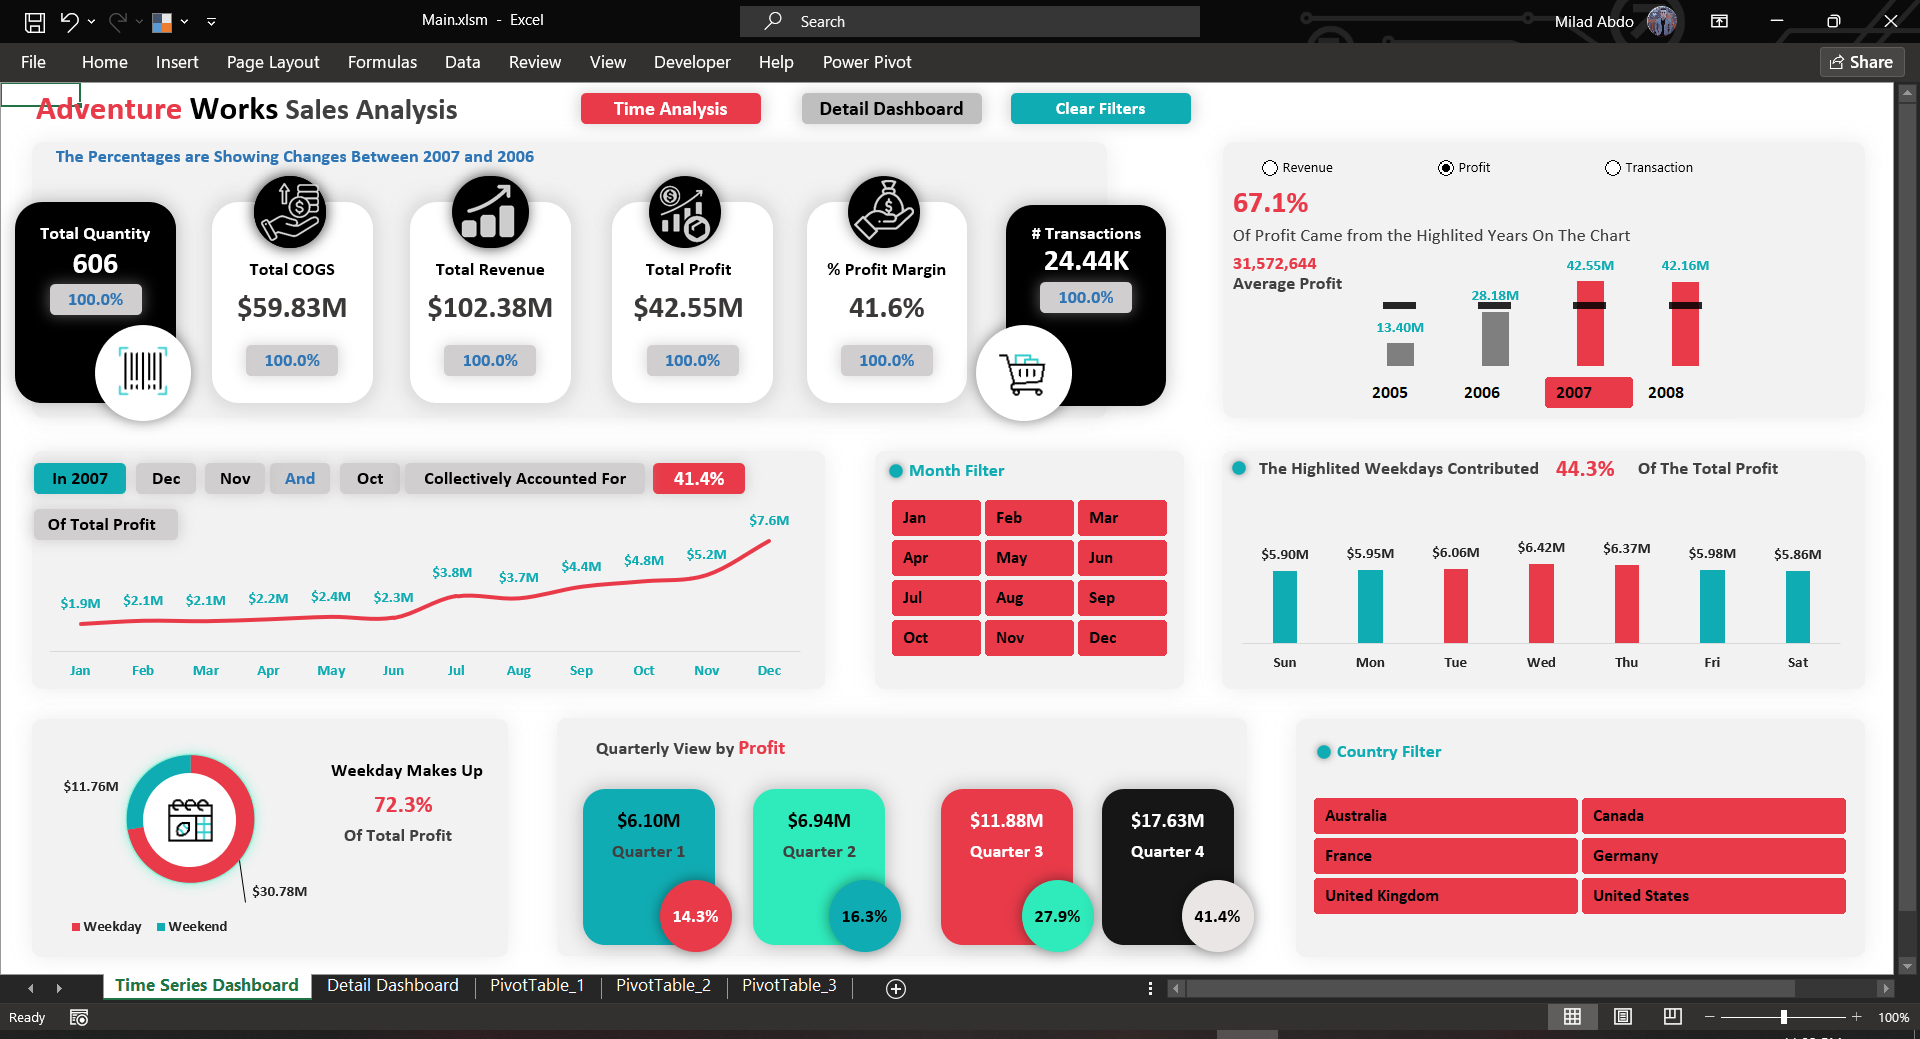 Main.xlsm - Excel
Search
Milad Abdo
File Home Insert Page Layout Formulas Data Review View Developer Help Power Pivot
Share
Adventure Works Sales Analysis
Time Analysis
Detail Dashboard
Clear Filters
The Percentages are Showing Changes Between 2007 and 2006
Total Quantity
606
100.0%
Total COGS
$59.83M
100.0%
Total Revenue
$102.38M
100.0%
Total Profit
$42.55M
100.0%
% Profit Margin
41.6%
100.0%
# Transactions
24.44K
100.0%
Revenue Profit Transaction
67.1%
Of Profit Came from the Highlited Years On The Chart
31,572,644
Average Profit
13.40M 28.18M 42.55M 42.16M
2005 2006 2007 2008
In 2007 Dec Nov And Oct Collectively Accounted For 41.4%
Of Total Profit
$1.9M $2.1M $2.1M $2.2M $2.4M $2.3M $3.8M $3.7M $4.4M $4.8M $5.2M $7.6M
Jan Feb Mar Apr May Jun Jul Aug Sep Oct Nov Dec
Month Filter
Jan Feb Mar
Apr May Jun
Jul Aug Sep
Oct Nov Dec
The Highlited Weekdays Contributed 44.3% Of The Total Profit
$5.90M $5.95M $6.06M $6.42M $6.37M $5.98M $5.86M
Sun Mon Tue Wed Thu Fri Sat
$11.76M
$30.78M
Weekday Weekend
Weekday Makes Up
72.3%
Of Total Profit
Quarterly View by Profit
$6.10M
Quarter 1
14.3%
$6.94M
Quarter 2
16.3%
$11.88M
Quarter 3
27.9%
$17.63M
Quarter 4
41.4%
Country Filter
Australia Canada
France Germany
United Kingdom United States
Time Series Dashboard Detail Dashboard PivotTable_1 PivotTable_2 PivotTable_3
Ready
100%